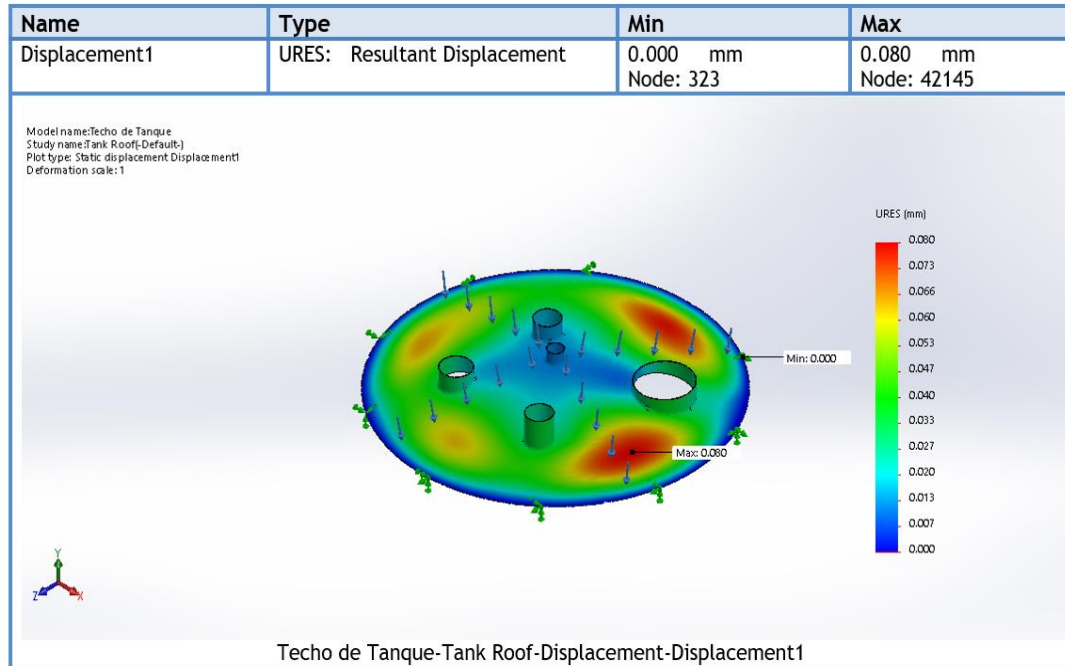 Name Type Min Max
Displacement1 URES: Resultant Displacement 0.000 mm 0.080 mm
Node: 323 Node: 42145
Model name:Techo de Tanque
Study name:Tank Roof(-Default-)
Plot type: Static displacement Displacement1
Deformation scale: 1
URES (mm)
0.080
0.073
0.066
0.060
0.053
0.047
0.040
0.033
0.027
0.020
0.013
0.007
0.000
Min: 0.000
Max: 0.080
Y
Z X
Techo de Tanque-Tank Roof-Displacement-Displacement1